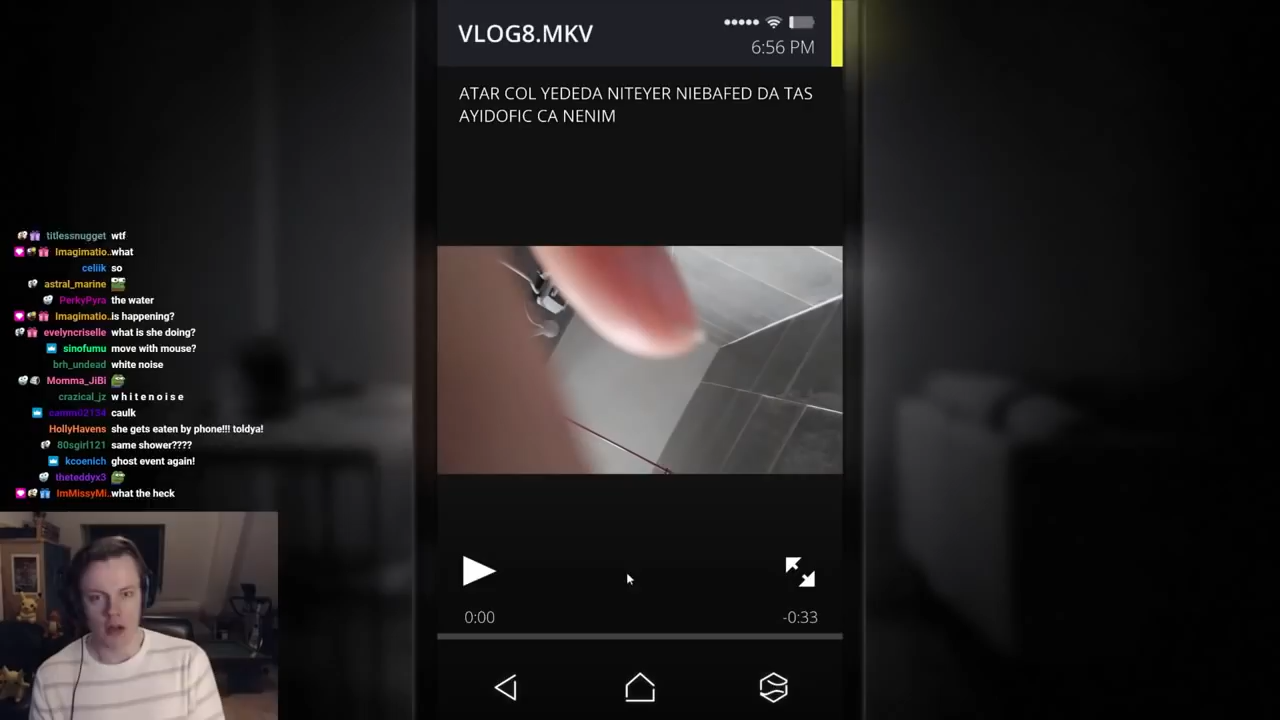 VLOG8.MKV
6:56 PM
ATAR COL YEDEDA NITEYER NIEBAFED DA TAS
AYIDOFIC CA NENIM
titlessnugget wtf
Imaginatio.. what
celiik so
astral_marine
PerkyPyra the water
Imaginatio.. is happening?
evelyncriselle what is she doing?
sinofumu move with mouse?
brh_undead white noise
Momma_JiBi
crazical_jz w h i t e n o i s e
camm02134 caulk
HollyHavens she gets eaten by phone!!! toldya!
80sgirl121 same shower????
kcoenich ghost event again!
theteddyx3
ImMissyMi.. what the heck
0:00
-0:33